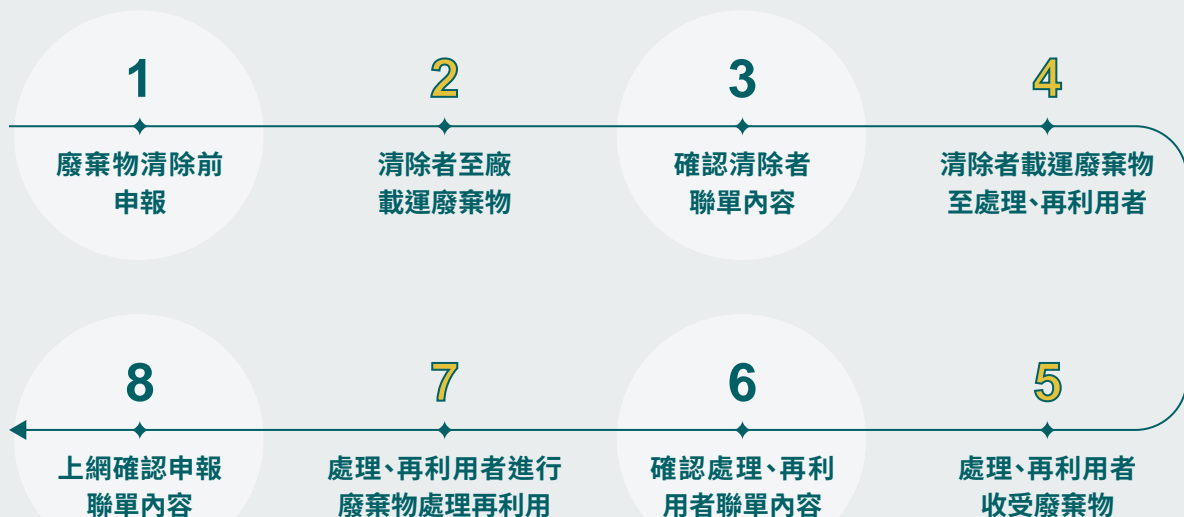 1
廢棄物清除前
申報
2
清除者至廠
載運廢棄物
3
確認清除者
聯單內容
4
清除者載運廢棄物
至處理、再利用者
5
處理、再利用者
收受廢棄物
6
確認處理、再利
用者聯單內容
7
處理、再利用者進行
廢棄物處理再利用
8
上網確認申報
聯單內容